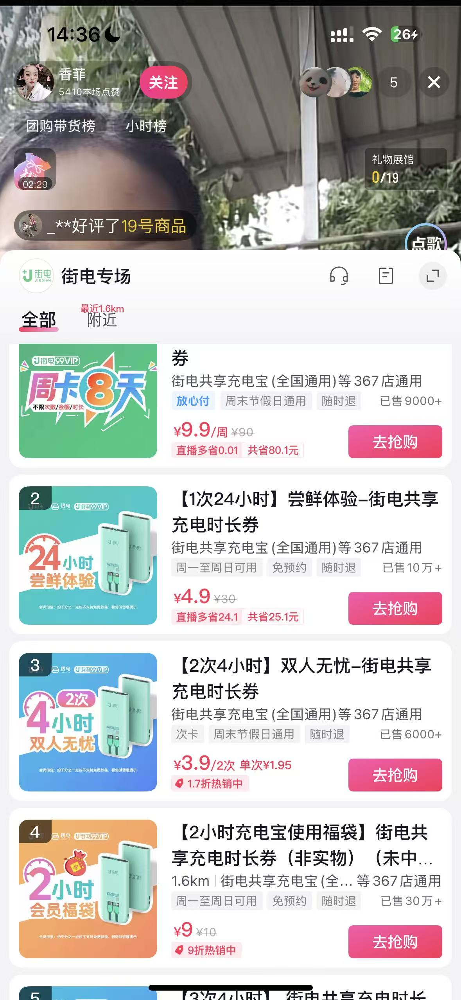 14:36
26
香菲
5410本场点赞
关注
5
团购带货榜
小时榜
02:29
礼物展馆
0/19
_**好评了19号商品
点歌
街电
JIEDIAN
街电专场
全部
最近1.6km
附近
街电99VIP
周卡8天
不限次数/金额/时长
券
街电共享充电宝(全国通用)等367店通用
放心付 周末节假日通用 随时退 已售9000+
¥9.9/周 ¥90
直播多省0.01 共省80.1元
去抢购
2
搜电 街电99VIP
24小时
尝鲜体验
街电
街电
会员借宝:约千分之一点位不支持免费权益,租借时留意提示
【1次24小时】尝鲜体验-街电共享
充电时长券
街电共享充电宝(全国通用)等367店通用
周一至周日可用 免预约 随时退 已售10万+
¥4.9 ¥30
直播多省24.1 共省25.1元
去抢购
3
搜电 街电99VIP
2次
4小时
双人无忧
街电
街电
会员借宝:约千分之一点位不支持免费权益,租借时留意提示
【2次4小时】双人无忧-街电共享
充电时长券
街电共享充电宝(全国通用)等367店通用
次卡 周末节假日通用 随时退 已售6000+
¥3.9/2次 单次¥1.95
1.7折热销中
去抢购
4
搜电 街电99VIP
福
2小时
会员福袋
街电
街电
会员借宝:约千分之一点位不支持免费权益,租借时留意提示
【2小时充电宝使用福袋】街电共
享充电时长券（非实物）（未中...
1.6km 街电共享充电宝(全... 等367店通用
周一至周日可用 免预约 随时退 已售30万+
¥9 ¥10
9折热销中
去抢购
5
【3次4小时】 街电共享充电时长